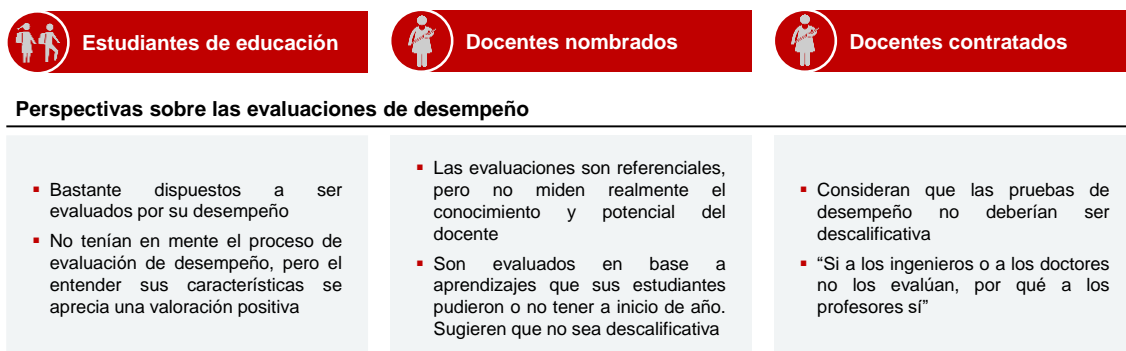 Estudiantes de educación
Docentes nombrados
Docentes contratados
Perspectivas sobre las evaluaciones de desempeño
▪ Bastante dispuestos a ser
evaluados por su desempeño
▪ No tenían en mente el proceso de
evaluación de desempeño, pero el
entender sus características se
aprecia una valoración positiva
▪ Las evaluaciones son referenciales,
pero no miden realmente el
conocimiento y potencial del
docente
▪ Son evaluados en base a
aprendizajes que sus estudiantes
pudieron o no tener a inicio de año.
Sugieren que no sea descalificativa
▪ Consideran que las pruebas de
desempeño no deberían ser
descalificativa
▪ “Si a los ingenieros o a los doctores
no los evalúan, por qué a los
profesores sí”